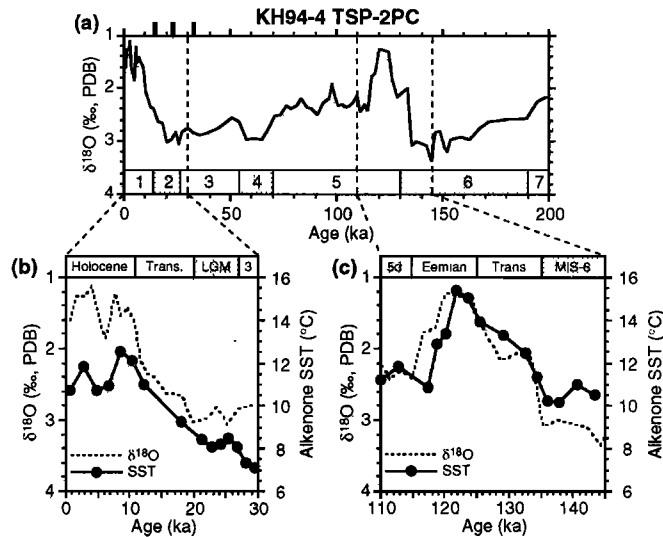 KH94-4 TSP-2PC
(a)
δ18O (‰, PDB)
1
2
3
4
1 2 3 4 5 6 7
0 50 100 150 200
Age (ka)
Age (ka)
(b)
Holocene Trans. LGM 3
δ18O (‰, PDB)
1
2
3
4
16
14
12
10
8
6
Alkenone SST (°C)
δ18O
SST
0 10 20 30
Age (ka)
(c)
5d Eemian Trans MIS-6
δ18O (‰, PDB)
1
2
3
4
16
14
12
10
8
6
Alkenone SST (°C)
δ18O
SST
110 120 130 140
Age (ka)